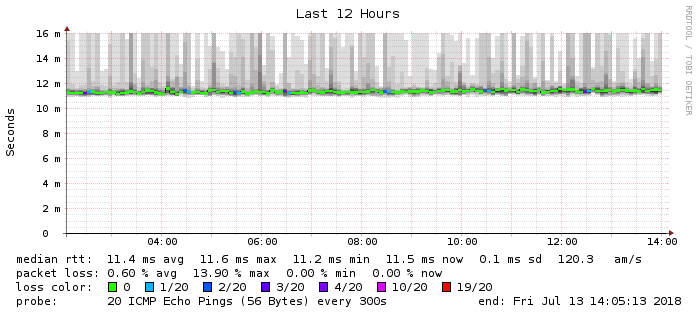 Last 12 Hours
RRDTOOL / TOBI OETIKER
Seconds
16 m
14 m
12 m
10 m
8 m
6 m
4 m
2 m
0
04:00 06:00 08:00 10:00 12:00 14:00
median rtt: 11.4 ms avg 11.6 ms max 11.2 ms min 11.5 ms now 0.1 ms sd 120.3 am/s
packet loss: 0.60 % avg 13.90 % max 0.00 % min 0.00 % now
loss color: 0 1/20 2/20 3/20 4/20 10/20 19/20
probe: 20 ICMP Echo Pings (56 Bytes) every 300s end: Fri Jul 13 14:05:13 2018